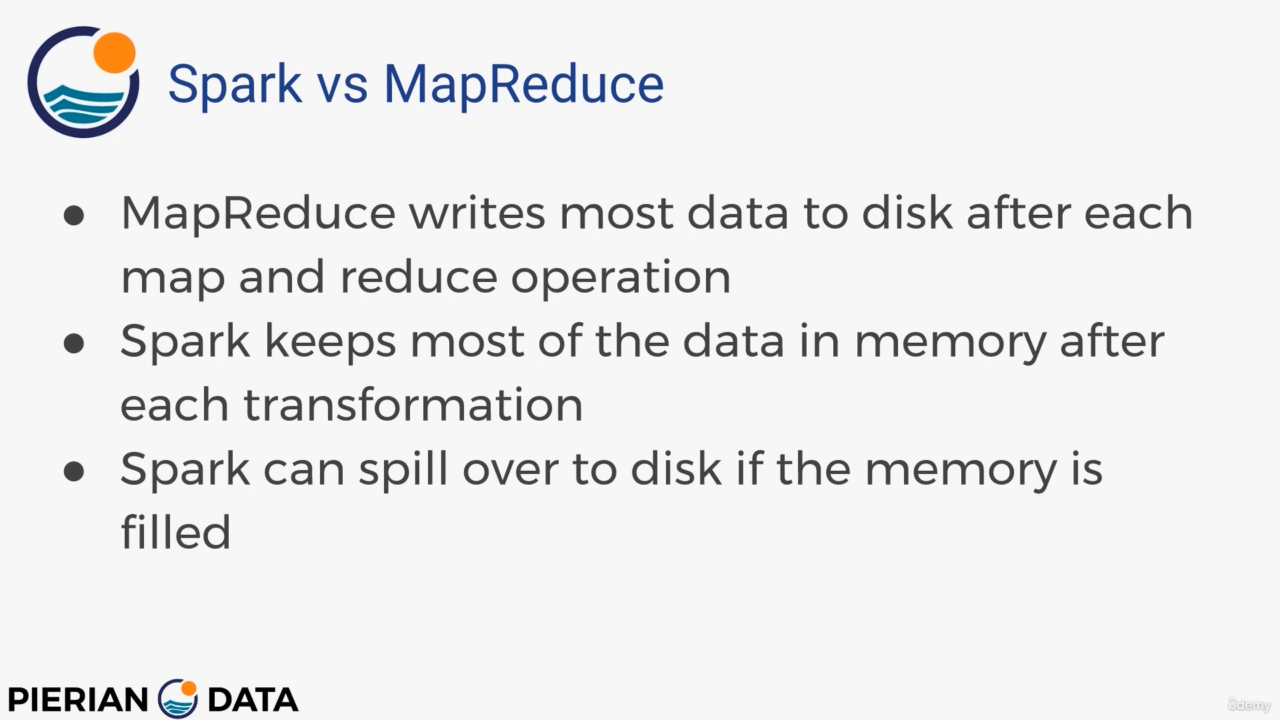 Spark vs MapReduce
● MapReduce writes most data to disk after each
map and reduce operation
● Spark keeps most of the data in memory after
each transformation
● Spark can spill over to disk if the memory is
filled
PIERIAN DATA
ûdemy